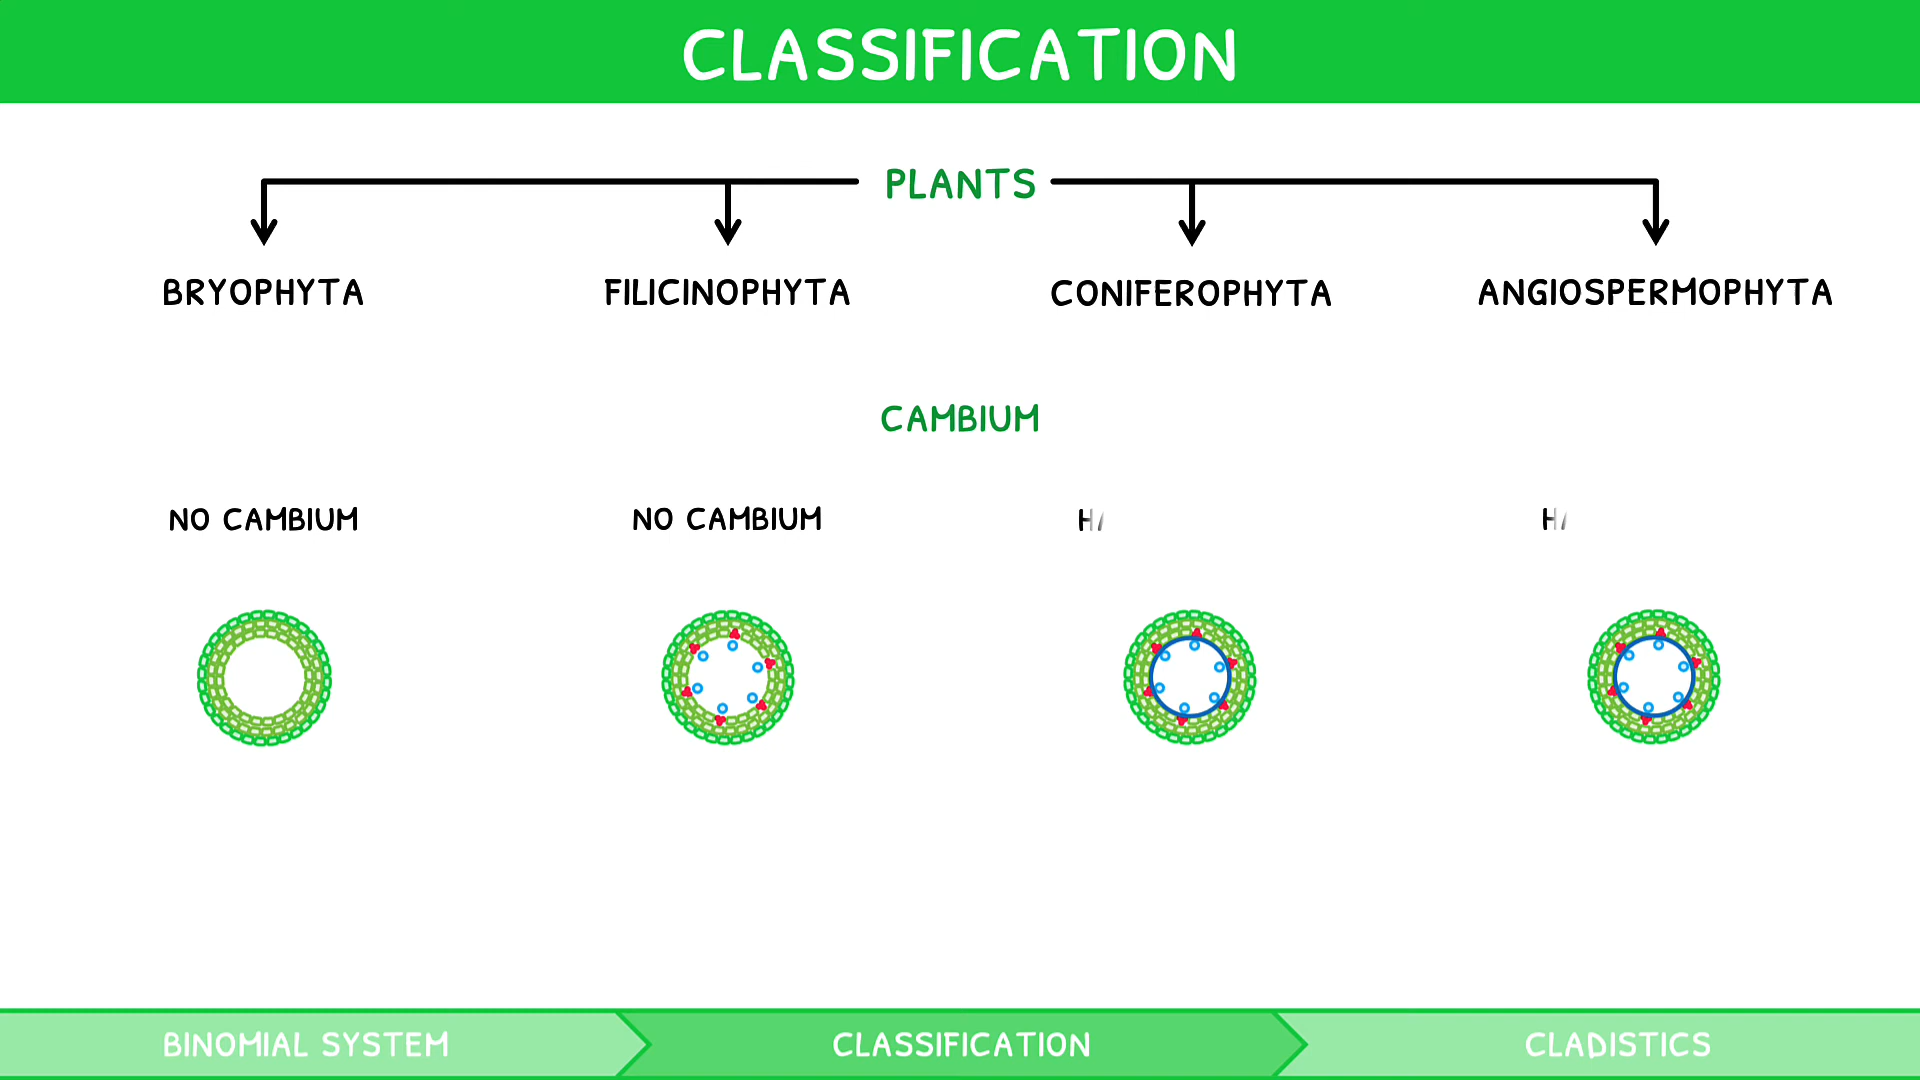 CLASSIFICATION
PLANTS
BRYOPHYTA
FILICINOPHYTA
CONIFEROPHYTA
ANGIOSPERMOPHYTA
CAMBIUM
NO CAMBIUM
NO CAMBIUM
BINOMIAL SYSTEM
CLASSIFICATION
CLADISTICS